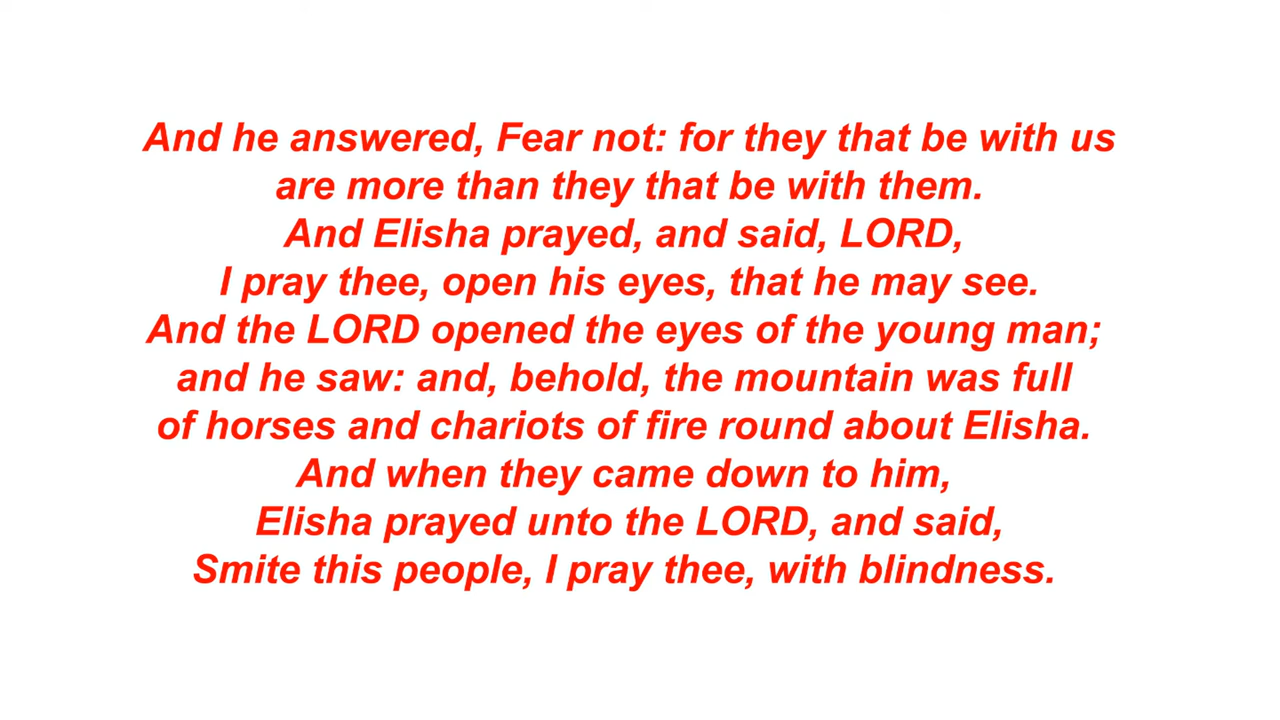 And he answered, Fear not: for they that be with us
are more than they that be with them.
And Elisha prayed, and said, LORD,
I pray thee, open his eyes, that he may see.
And the LORD opened the eyes of the young man;
and he saw: and, behold, the mountain was full
of horses and chariots of fire round about Elisha.
And when they came down to him,
Elisha prayed unto the LORD, and said,
Smite this people, I pray thee, with blindness.